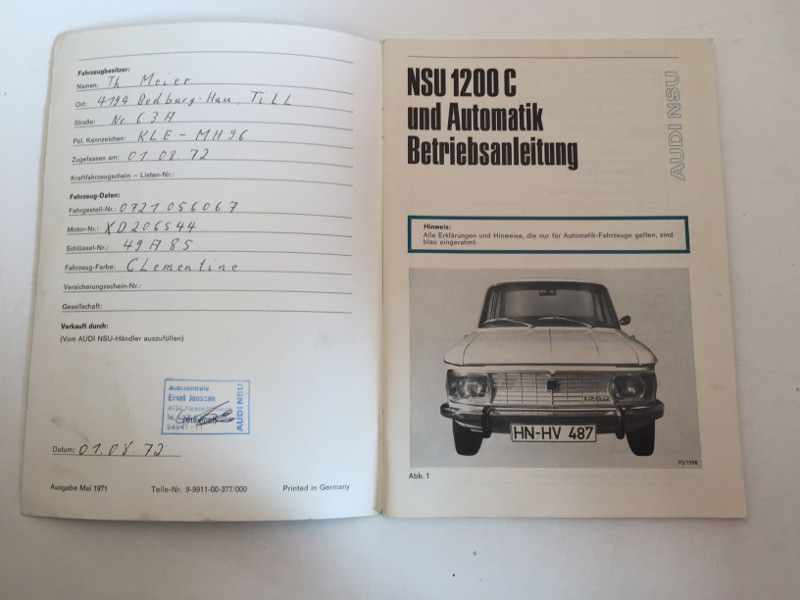 Fahrzeugbesitzer:
Namen: Th Meier
Ort: 4194 Bedburg-Hau, TiLL
Straße: Nr 63A
Pol. Kennzeichen: KLE - MH96
Zugelassen am: 01 08. 72
Kraftfahrzeugschein – Listen-Nr.:
Fahrzeug-Daten:
Fahrgestell-Nr.: 0721056067
Motor-Nr.: XD206544
Schlüssel-Nr.: 49A85
Fahrzeug-Farbe: CLementine
Versicherungsschein-Nr.:
Gesellschaft:
Verkauft durch:
(Vom AUDI NSU-Händler auszufüllen)
Autozentrale
Ernst Janssen
AUDI NSU
Datum: 01.08 72
Ausgabe Mai 1971 Teile-Nr. 9-9911-00-377/000 Printed in Germany
NSU 1200 C
und Automatik
Betriebsanleitung
AUDI NSU
Hinweis:
Alle Erklärungen und Hinweise, die nur für Automatik-Fahrzeuge gelten, sind
blau eingerahmt.
1200
HN-HV 487
70/1398
Abb. 1